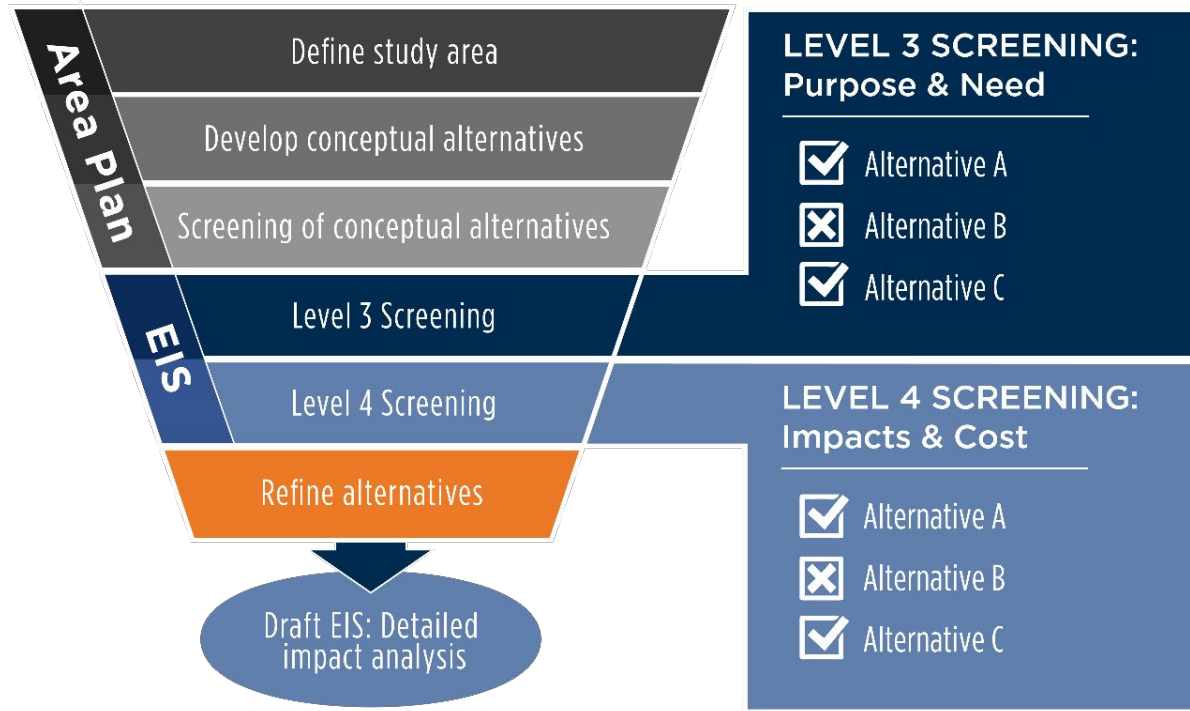 Area Plan
Define study area
Develop conceptual alternatives
Screening of conceptual alternatives
EIS
Level 3 Screening
Level 4 Screening
Refine alternatives
Draft EIS: Detailed
impact analysis
LEVEL 3 SCREENING:
Purpose & Need
Alternative A
Alternative B
Alternative C
LEVEL 4 SCREENING:
Impacts & Cost
Alternative A
Alternative B
Alternative C